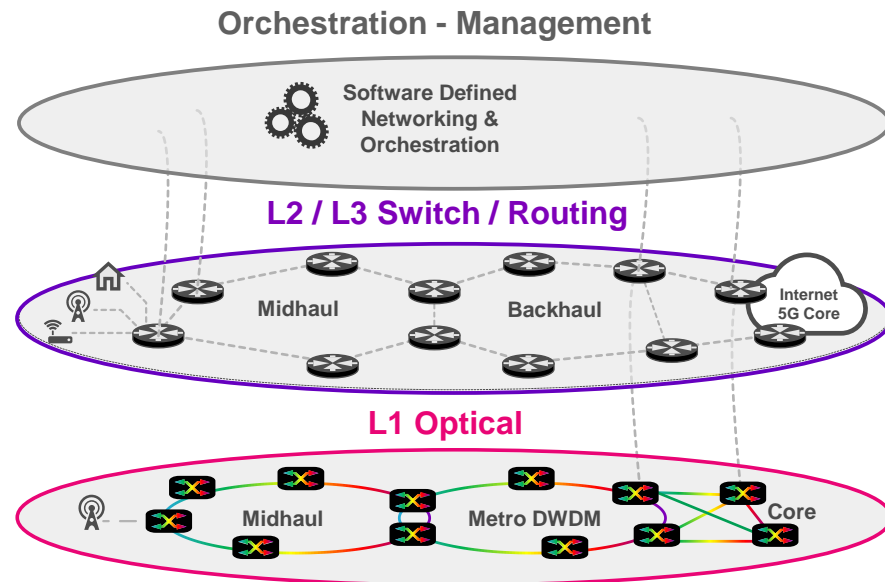 Orchestration - Management
Software Defined
Networking &
Orchestration
L2 / L3 Switch / Routing
Midhaul
Backhaul
Internet
5G Core
L1 Optical
Midhaul
Metro DWDM
Core